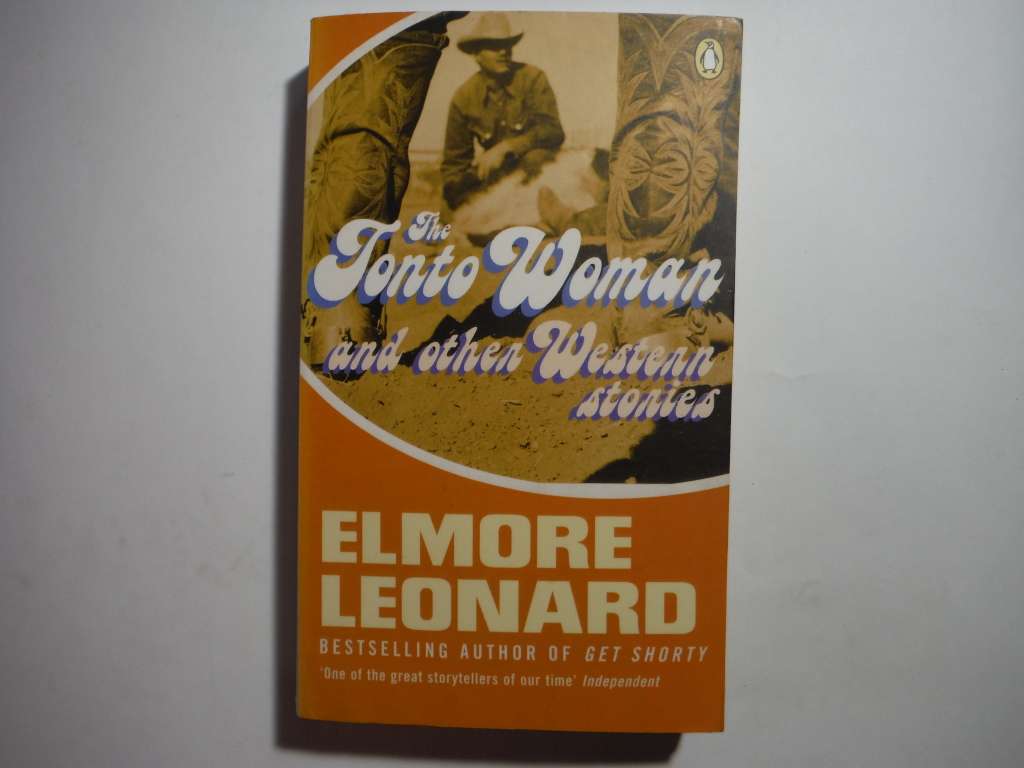 The
Tonto Woman
and other Western
stories
ELMORE
LEONARD
BESTSELLING AUTHOR OF GET SHORTY
'One of the great storytellers of our time' Independent